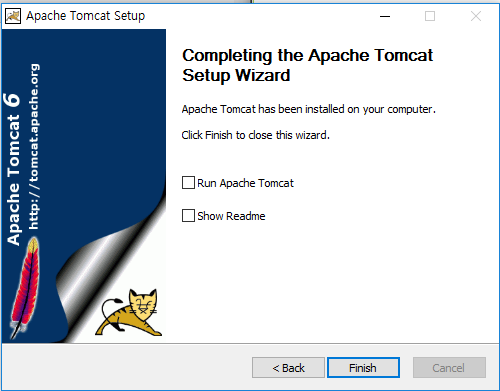 Apache Tomcat Setup
Apache Tomcat 6
http://tomcat.apache.org
Completing the Apache Tomcat
Setup Wizard
Apache Tomcat has been installed on your computer.
Click Finish to close this wizard.
Run Apache Tomcat
Show Readme
< Back
Finish
Cancel